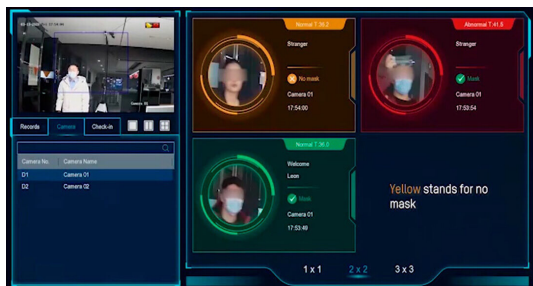 Camera 01
Records
Camera
Check-in
Camera No.
Camera Name
D1
Camera 01
D2
Camera 02
Normal T:36.2
Stranger
No mask
Camera 01
17:54:00
Abnormal T:41.5
Stranger
Mask
Camera 01
17:53:54
Normal T:36.0
Welcome
Leon
Mask
Camera 01
17:53:49
Yellow stands for no
mask
1 x 1
2 x 2
3 x 3